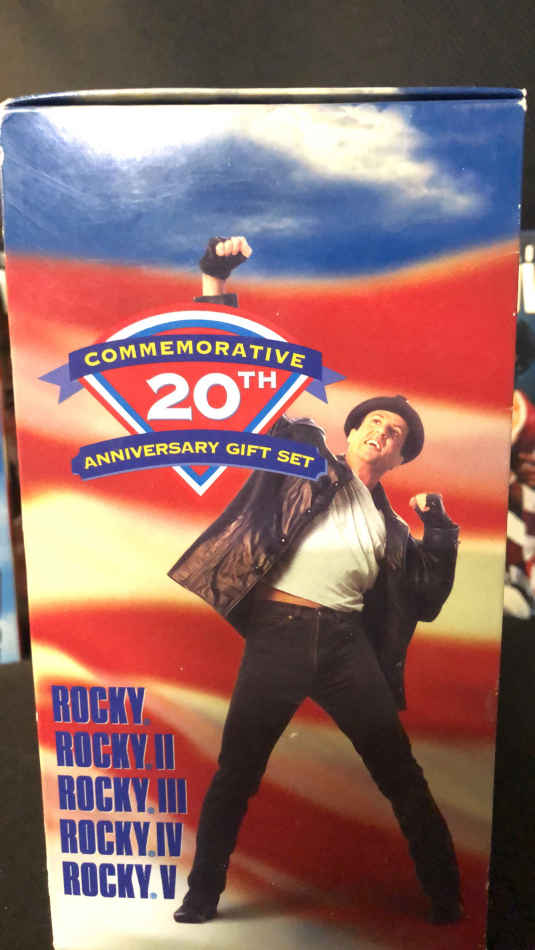 COMMEMORATIVE
20TH
ANNIVERSARY GIFT SET
ROCKY®
ROCKY® II
ROCKY® III
ROCKY® IV
ROCKY® V